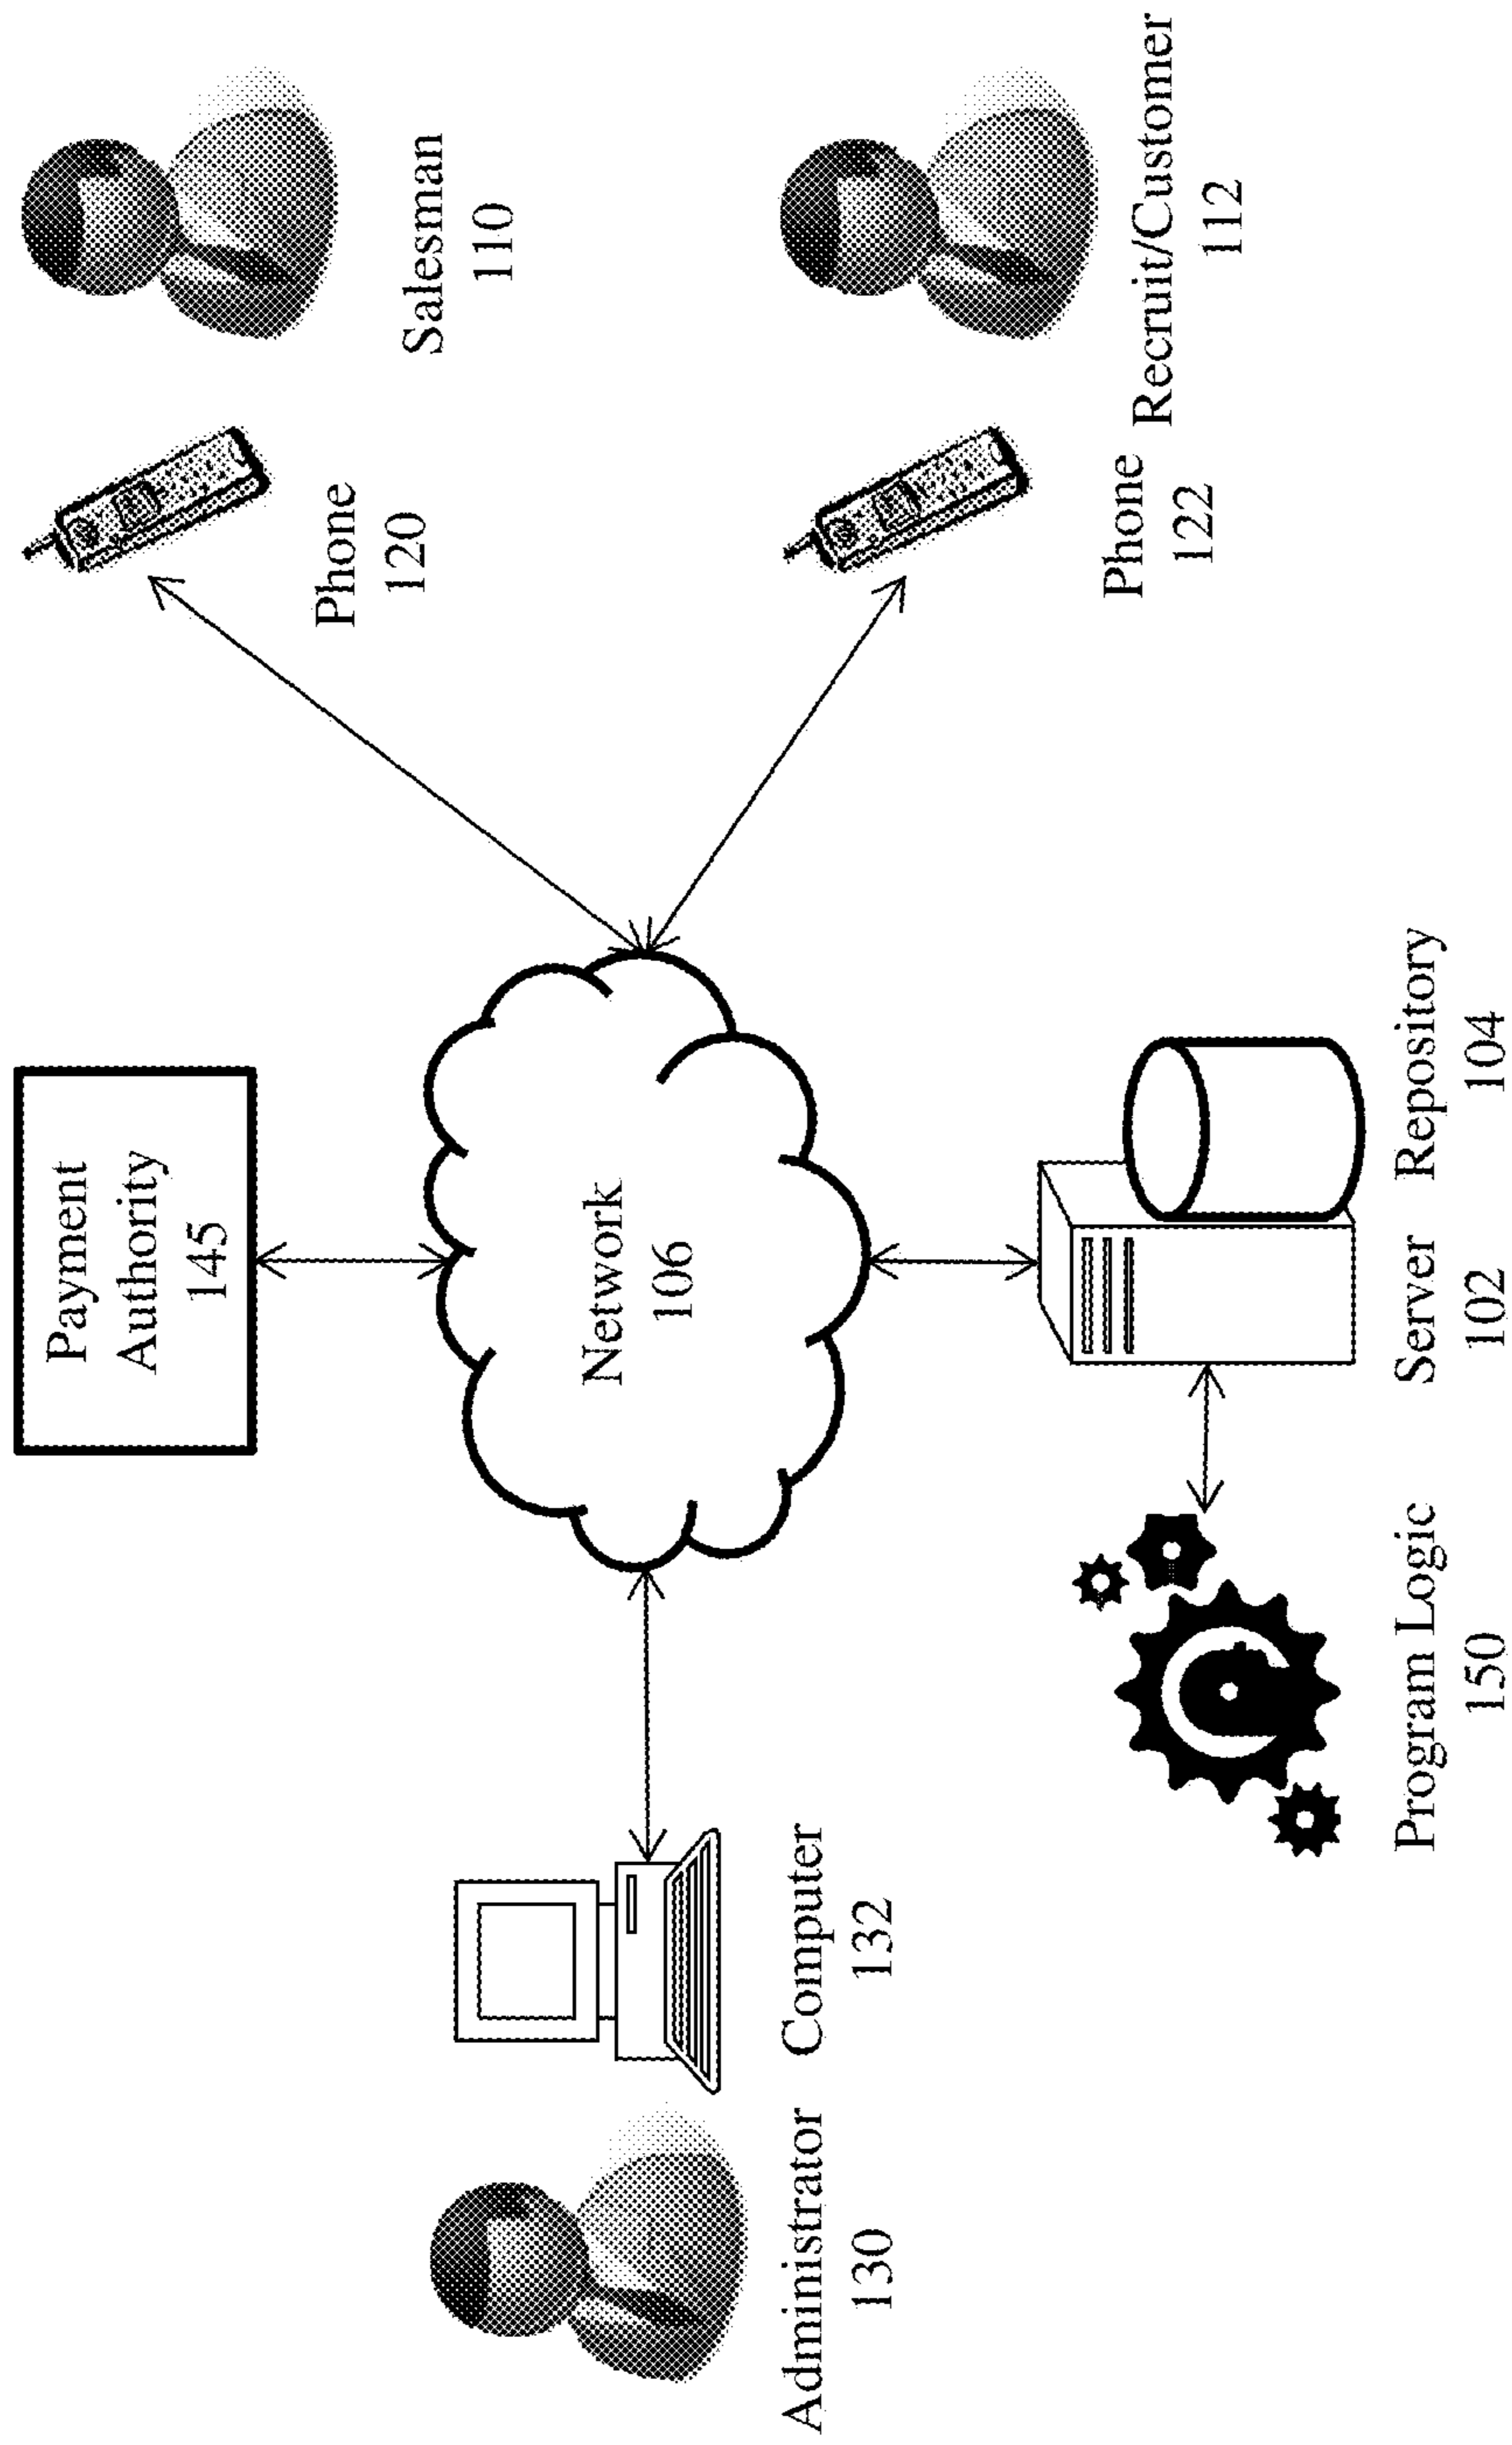 Payment
Authority
145
Salesman
110
Phone
120
Network
106
Administrator
130
Computer
132
Phone
122
Recruit/Customer
112
Program Logic
150
Server
102
Repository
104